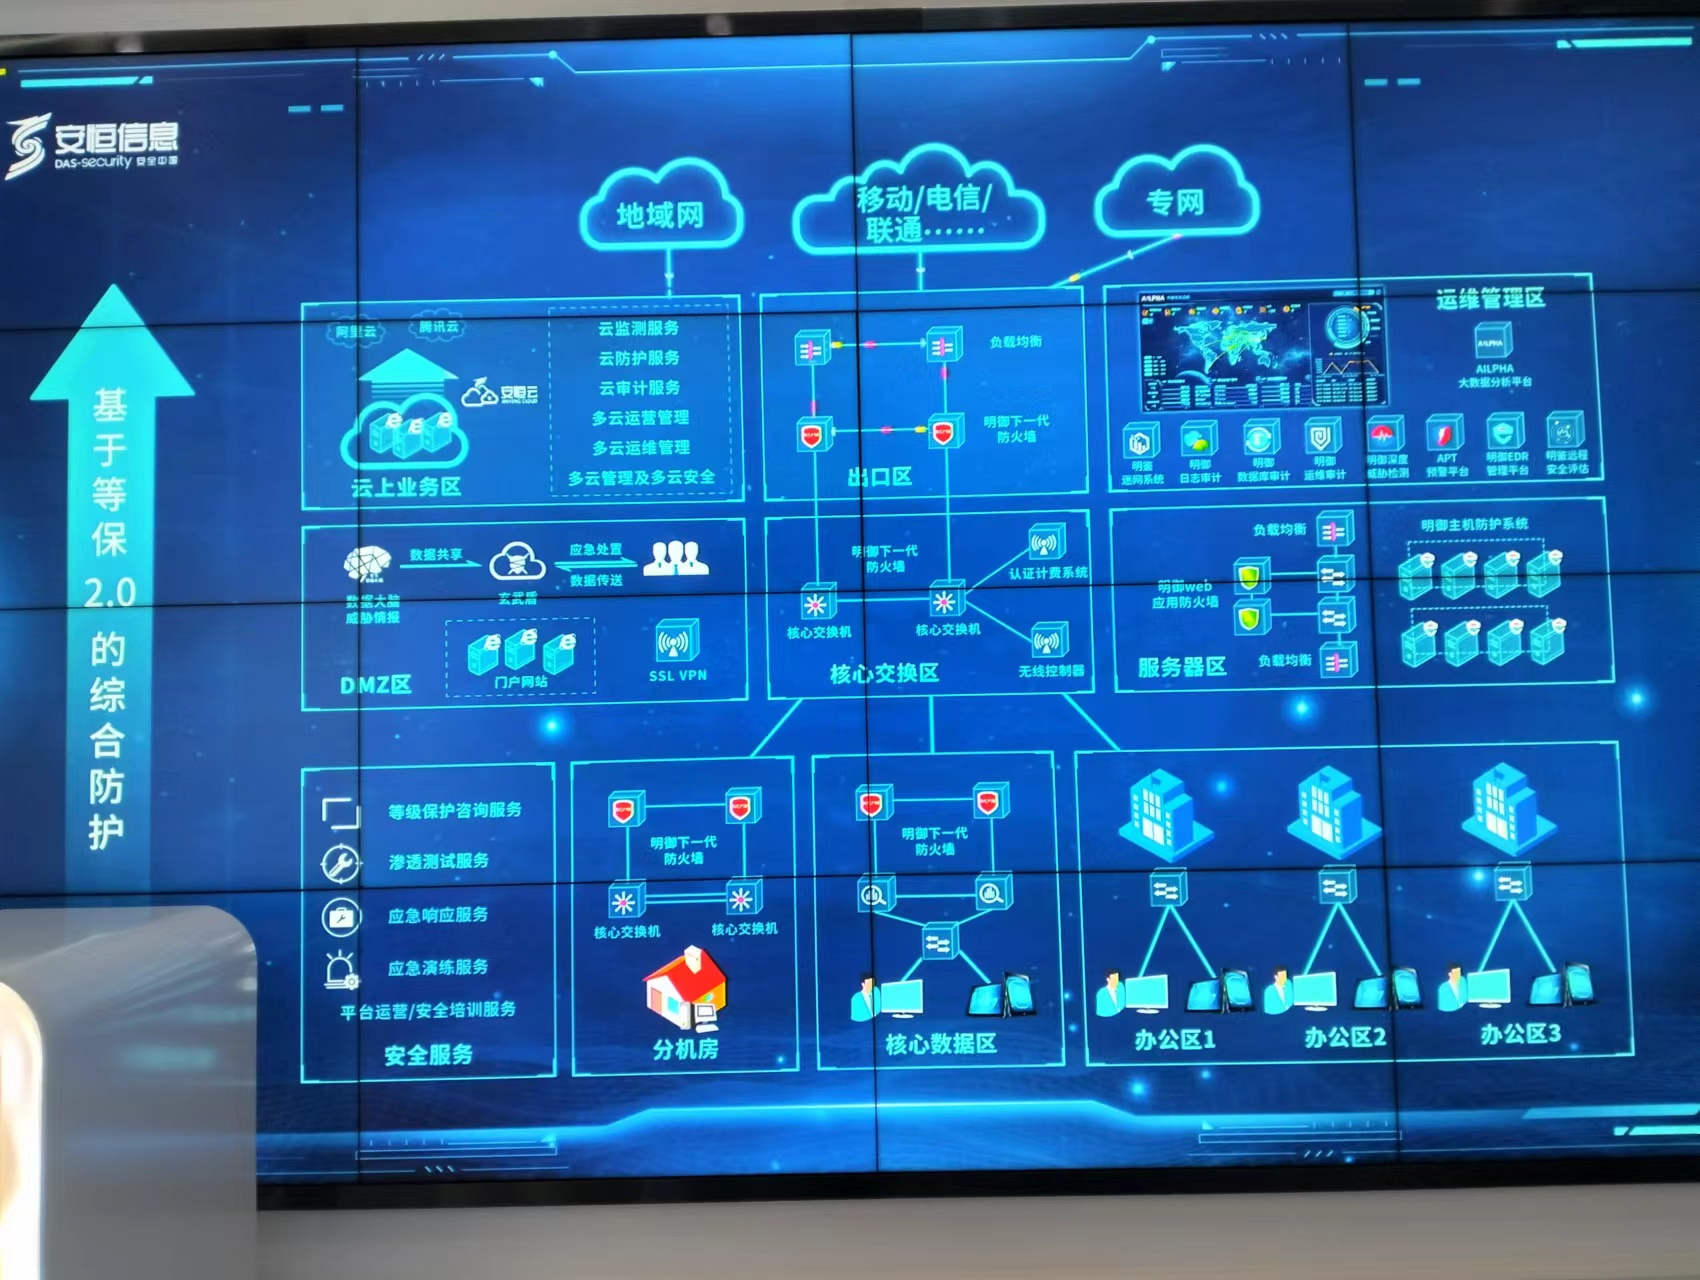 安恒信息
DAS-security 安全中国
基于等保2.0的综合防护
地域网
移动/电信/
联通……
专网
阿里云
腾讯云
安恒云
云监测服务
云防护服务
云审计服务
多云运营管理
多云运维管理
多云管理及多云安全
云上业务区
负载均衡
明御下一代
防火墙
出口区
AILPHA
运维管理区
AILPHA
AILPHA
大数据分析平台
明鉴
迷网系统
明御
日志审计
明御
数据库审计
明御
运维审计
明御深度
威胁检测
APT
预警平台
明御EDR
管理平台
明鉴远程
安全评估
数据大脑
威胁情报
数据共享
玄武盾
应急处置
数据传送
门户网站
SSL VPN
DMZ区
明御下一代
防火墙
认证计费系统
核心交换机
核心交换机
无线控制器
核心交换区
负载均衡
明御web
应用防火墙
负载均衡
服务器区
明御主机防护系统
等级保护咨询服务
渗透测试服务
应急响应服务
应急演练服务
平台运营/安全培训服务
安全服务
明御下一代
防火墙
核心交换机
核心交换机
分机房
明御下一代
防火墙
核心数据区
办公区1
办公区2
办公区3